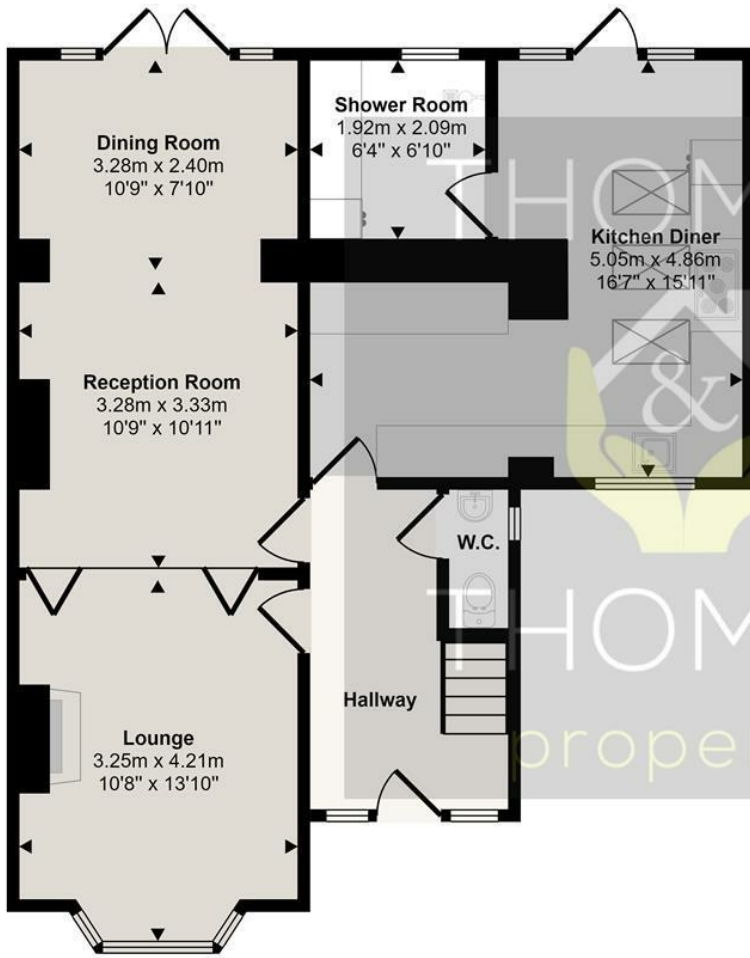 Dining Room
3.28m x 2.40m
10'9" x 7'10"
Shower Room
1.92m x 2.09m
6'4" x 6'10"
THOM
Kitchen Diner
5.05m x 4.86m
16'7" x 15'11"
Reception Room
3.28m x 3.33m
10'9" x 10'11"
&
W.C.
THOM
Hallway
prope
Lounge
3.25m x 4.21m
10'8" x 13'10"